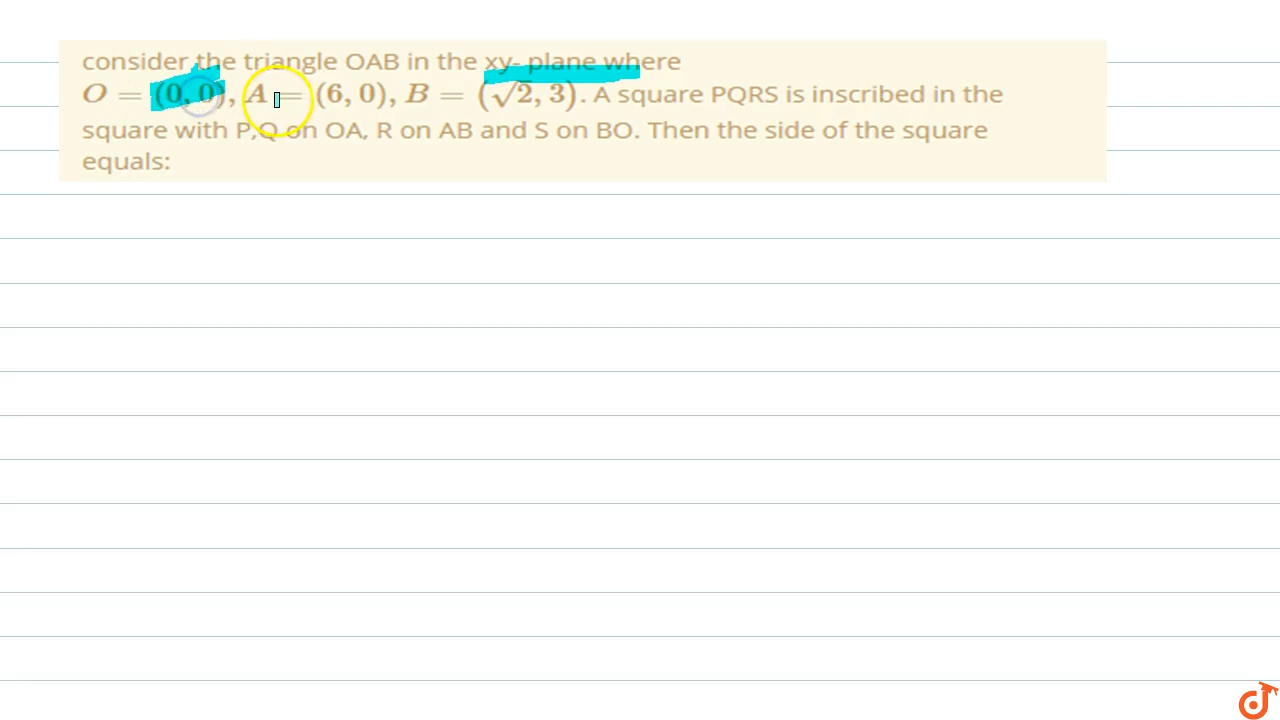 consider the triangle OAB in the xy- plane where
O = (0, 0), A = (6, 0), B = (√2, 3). A square PQRS is inscribed in the
square with P,Q on OA, R on AB and S on BO. Then the side of the square
equals: